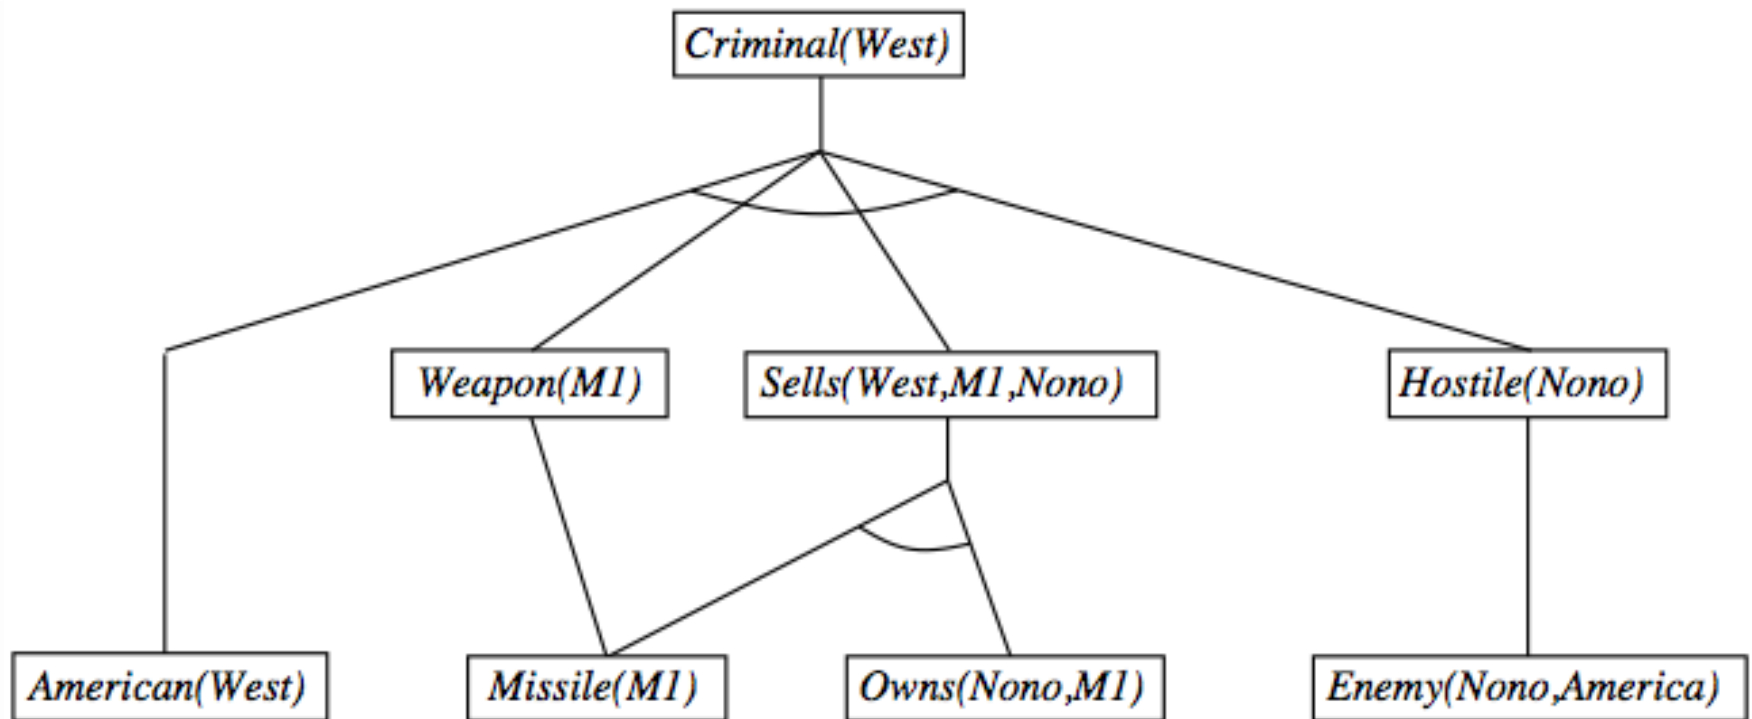 Criminal(West)
Weapon(M1)
Sells(West,M1,Nono)
Hostile(Nono)
American(West)
Missile(M1)
Owns(Nono,M1)
Enemy(Nono,America)